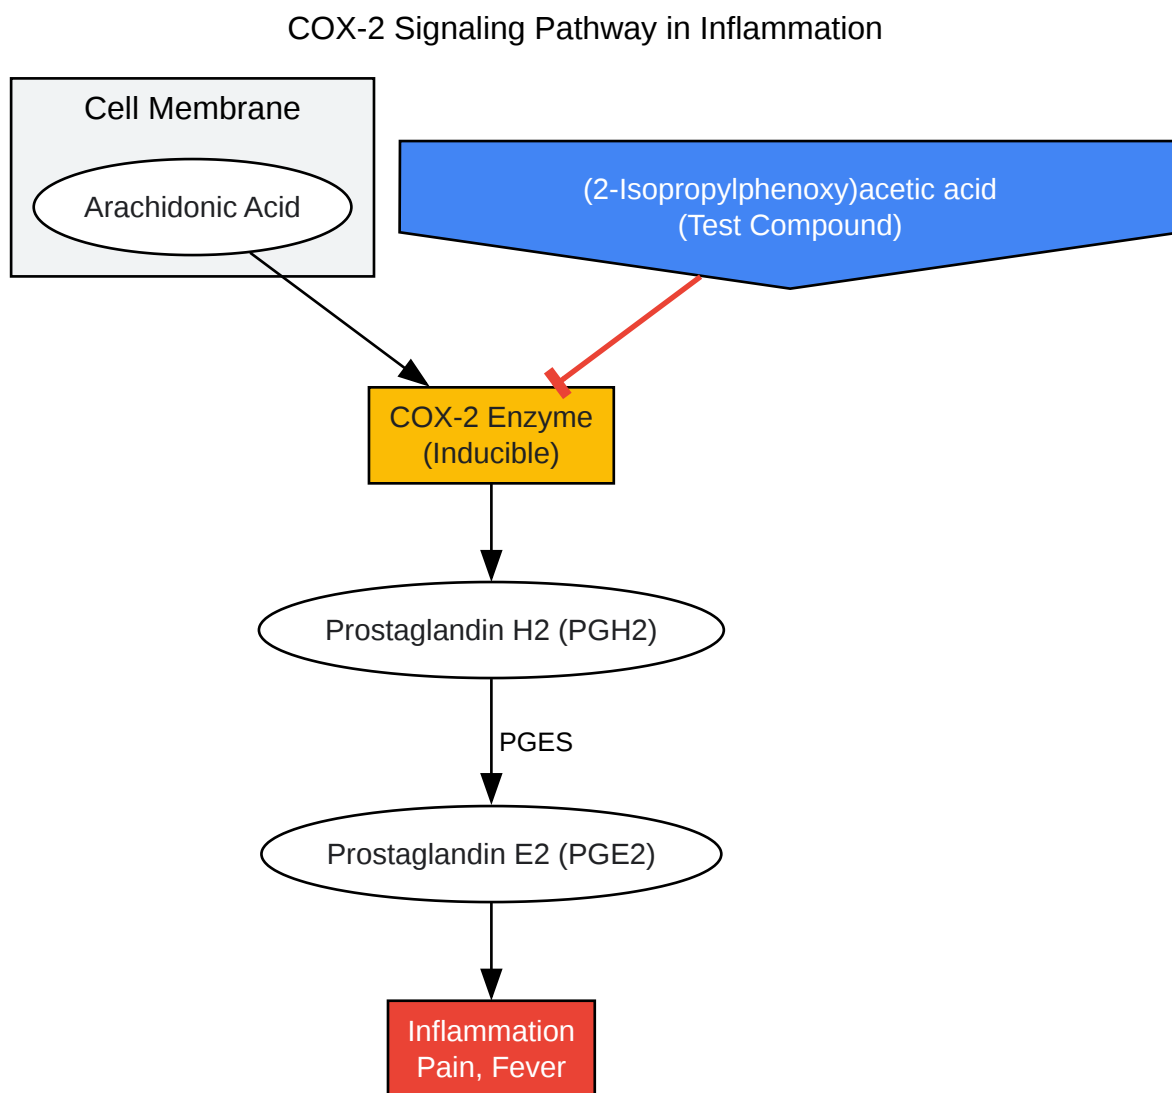 COX-2 Signaling Pathway in Inflammation
Cell Membrane
Arachidonic Acid
(2-Isopropylphenoxy)acetic acid
(Test Compound)
COX-2 Enzyme
(Inducible)
Prostaglandin H2 (PGH2)
PGES
Prostaglandin E2 (PGE2)
Inflammation
Pain, Fever